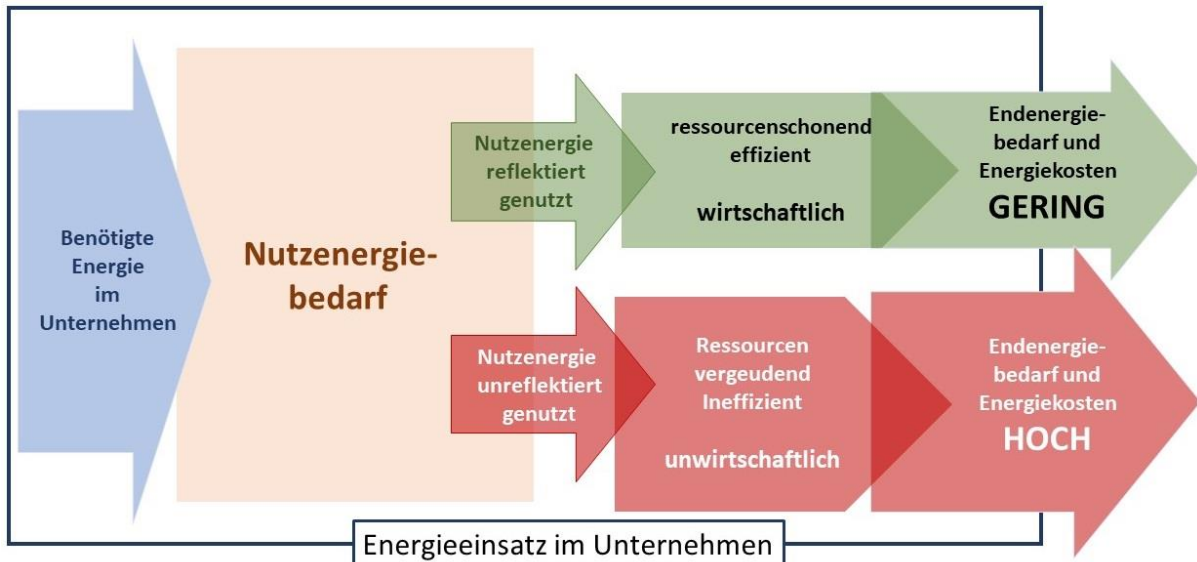 Benötigte
Energie
im
Unternehmen
Nutzenergie-
bedarf
Nutzenergie
reflektiert
genutzt
ressourcenschonend
effizient
wirtschaftlich
Endenergie-
bedarf und
Energiekosten
GERING
Nutzenergie
unreflektiert
genutzt
Ressourcen
vergeudend
Ineffizient
unwirtschaftlich
Endenergie-
bedarf und
Energiekosten
HOCH
Energieeinsatz im Unternehmen